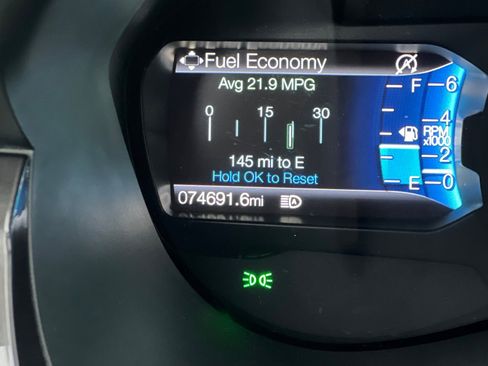 Fuel Economy
Avg 21.9 MPG
0 15 30
145 mi to E
Hold OK to Reset
074691.6mi
F
E
6
4
RPM
x1000
2
0